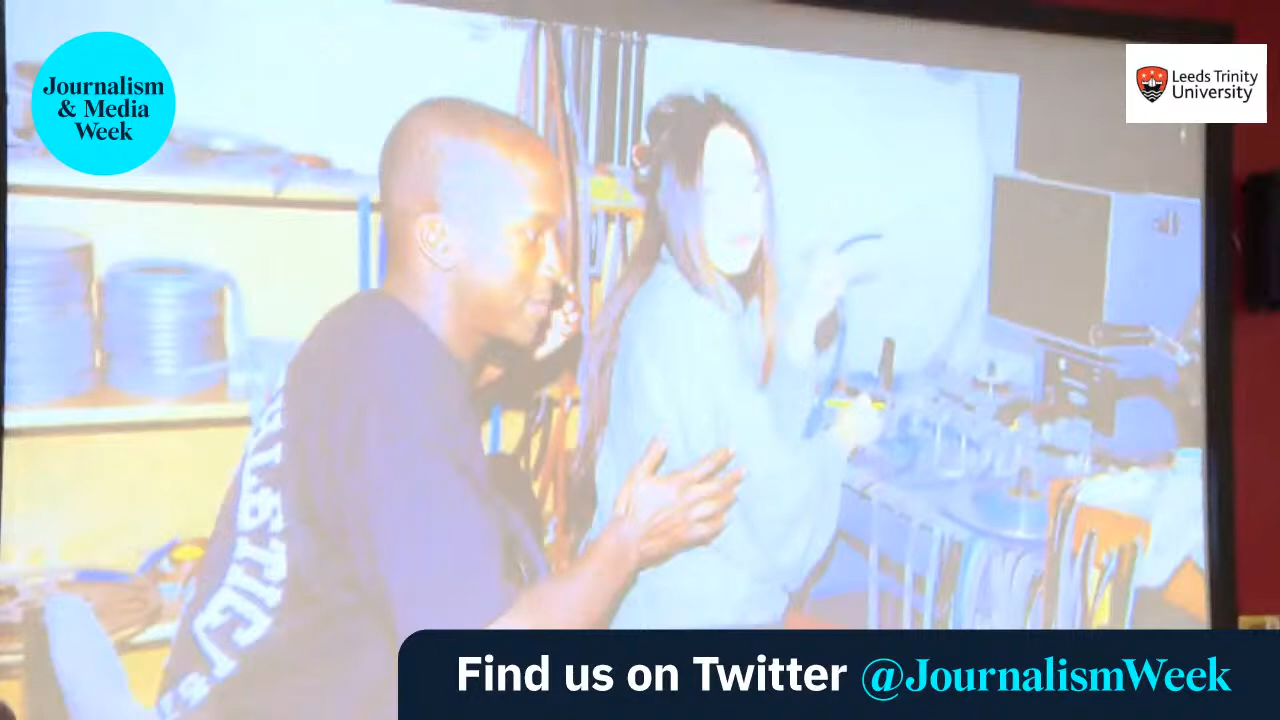 Journalism
& Media
Week
Leeds Trinity
University
Find us on Twitter @JournalismWeek